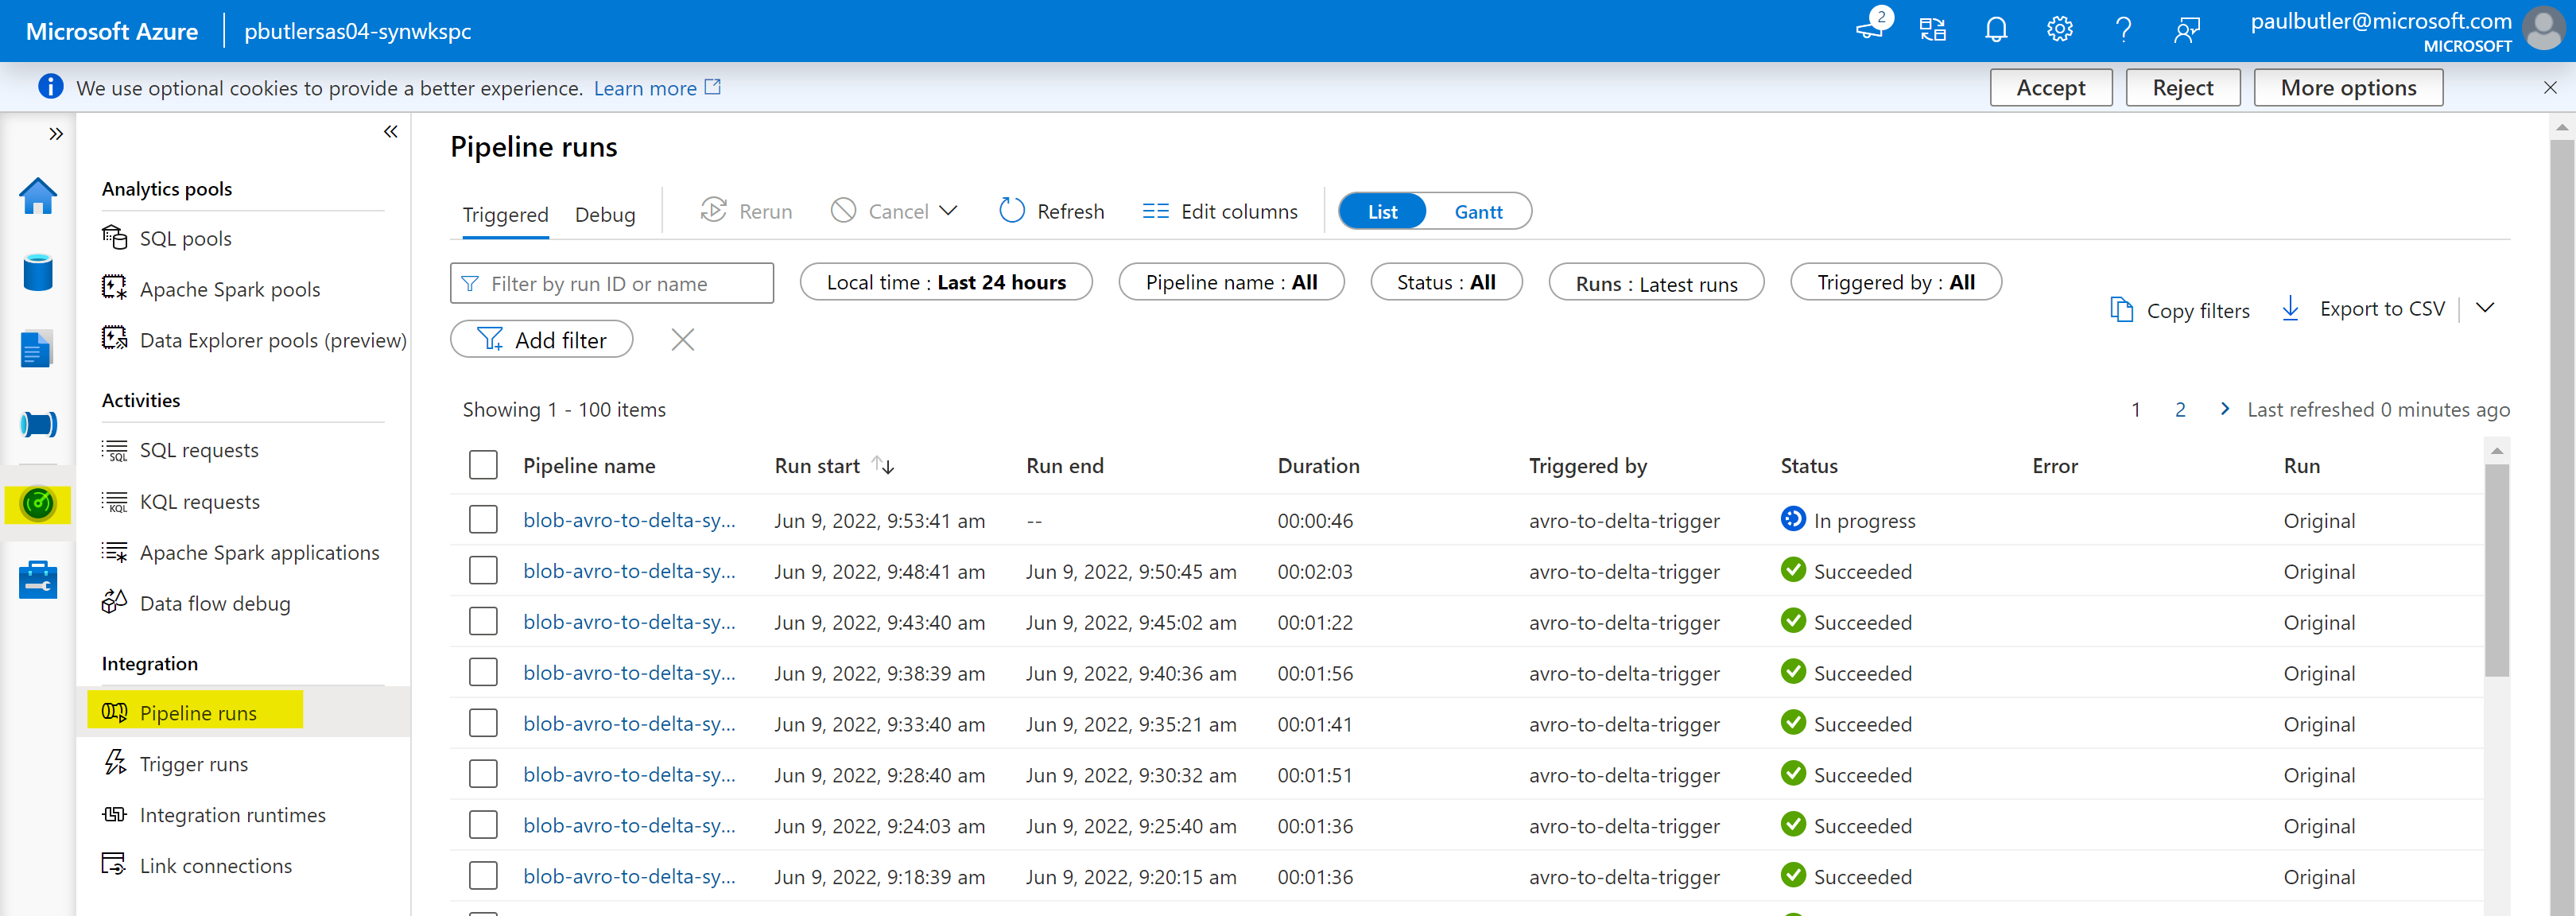 Microsoft Azure
pbutlersas04-synwkspc
2
paulbutler@microsoft.com
MICROSOFT
We use optional cookies to provide a better experience. Learn more
Accept
Reject
More options
Analytics pools
SQL pools
Apache Spark pools
Data Explorer pools (preview)
Activities
SQL requests
KQL requests
Apache Spark applications
Data flow debug
Integration
Pipeline runs
Trigger runs
Integration runtimes
Link connections
Pipeline runs
Triggered Debug Rerun Cancel Refresh Edit columns List Gantt
Filter by run ID or name Local time : Last 24 hours Pipeline name : All Status : All Runs : Latest runs Triggered by : All
Copy filters Export to CSV
Add filter
Showing 1 - 100 items 1 2 Last refreshed 0 minutes ago
Pipeline name Run start Run end Duration Triggered by Status Error Run
blob-avro-to-delta-sy... Jun 9, 2022, 9:53:41 am -- 00:00:46 avro-to-delta-trigger In progress Original
blob-avro-to-delta-sy... Jun 9, 2022, 9:48:41 am Jun 9, 2022, 9:50:45 am 00:02:03 avro-to-delta-trigger Succeeded Original
blob-avro-to-delta-sy... Jun 9, 2022, 9:43:40 am Jun 9, 2022, 9:45:02 am 00:01:22 avro-to-delta-trigger Succeeded Original
blob-avro-to-delta-sy... Jun 9, 2022, 9:38:39 am Jun 9, 2022, 9:40:36 am 00:01:56 avro-to-delta-trigger Succeeded Original
blob-avro-to-delta-sy... Jun 9, 2022, 9:33:40 am Jun 9, 2022, 9:35:21 am 00:01:41 avro-to-delta-trigger Succeeded Original
blob-avro-to-delta-sy... Jun 9, 2022, 9:28:40 am Jun 9, 2022, 9:30:32 am 00:01:51 avro-to-delta-trigger Succeeded Original
blob-avro-to-delta-sy... Jun 9, 2022, 9:24:03 am Jun 9, 2022, 9:25:40 am 00:01:36 avro-to-delta-trigger Succeeded Original
blob-avro-to-delta-sy... Jun 9, 2022, 9:18:39 am Jun 9, 2022, 9:20:15 am 00:01:36 avro-to-delta-trigger Succeeded Original